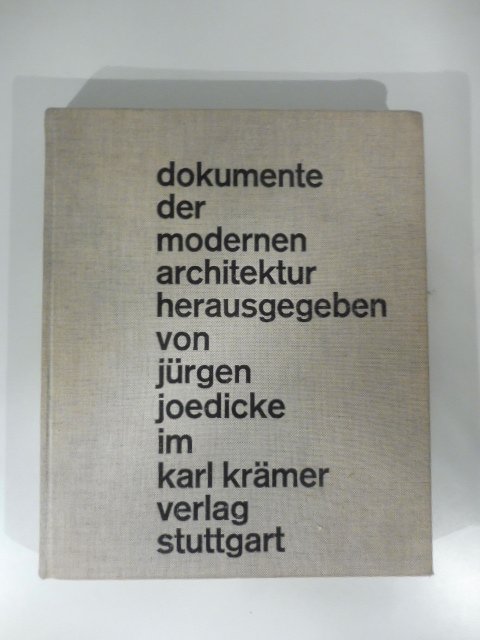 dokumente
der
modernen
architektur
herausgegeben
von
jürgen
joedicke
im
karl krämer
verlag
stuttgart